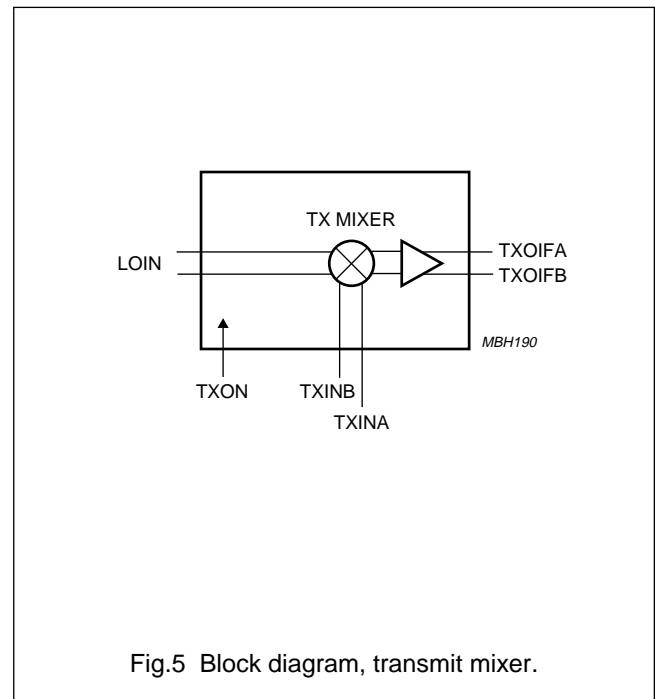 TX MIXER
LOIN
TXOIFA
TXOIFB
MBH190
TXON
TXINB
TXINA
Fig.5 Block diagram, transmit mixer.